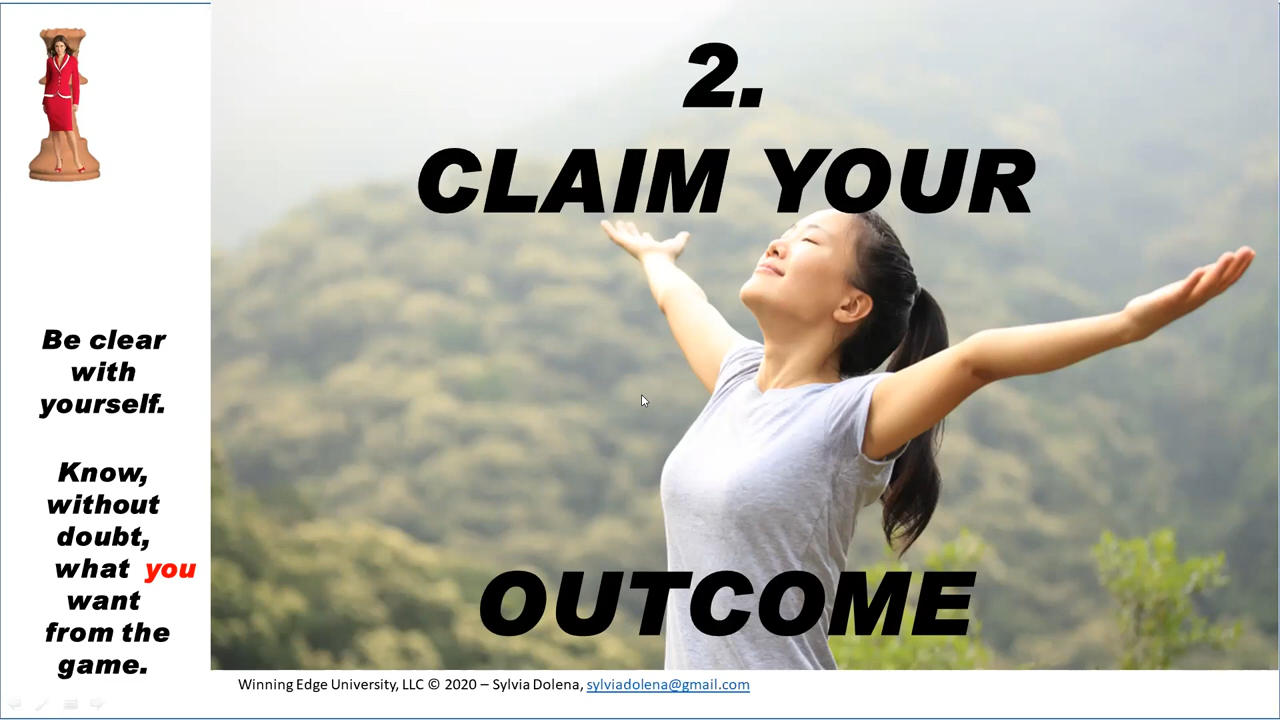 2.
CLAIM YOUR
OUTCOME
Be clear
with
yourself.
Know,
without
doubt,
what you
want
from the
game.
Winning Edge University, LLC © 2020 – Sylvia Dolena, sylviadolena@gmail.com